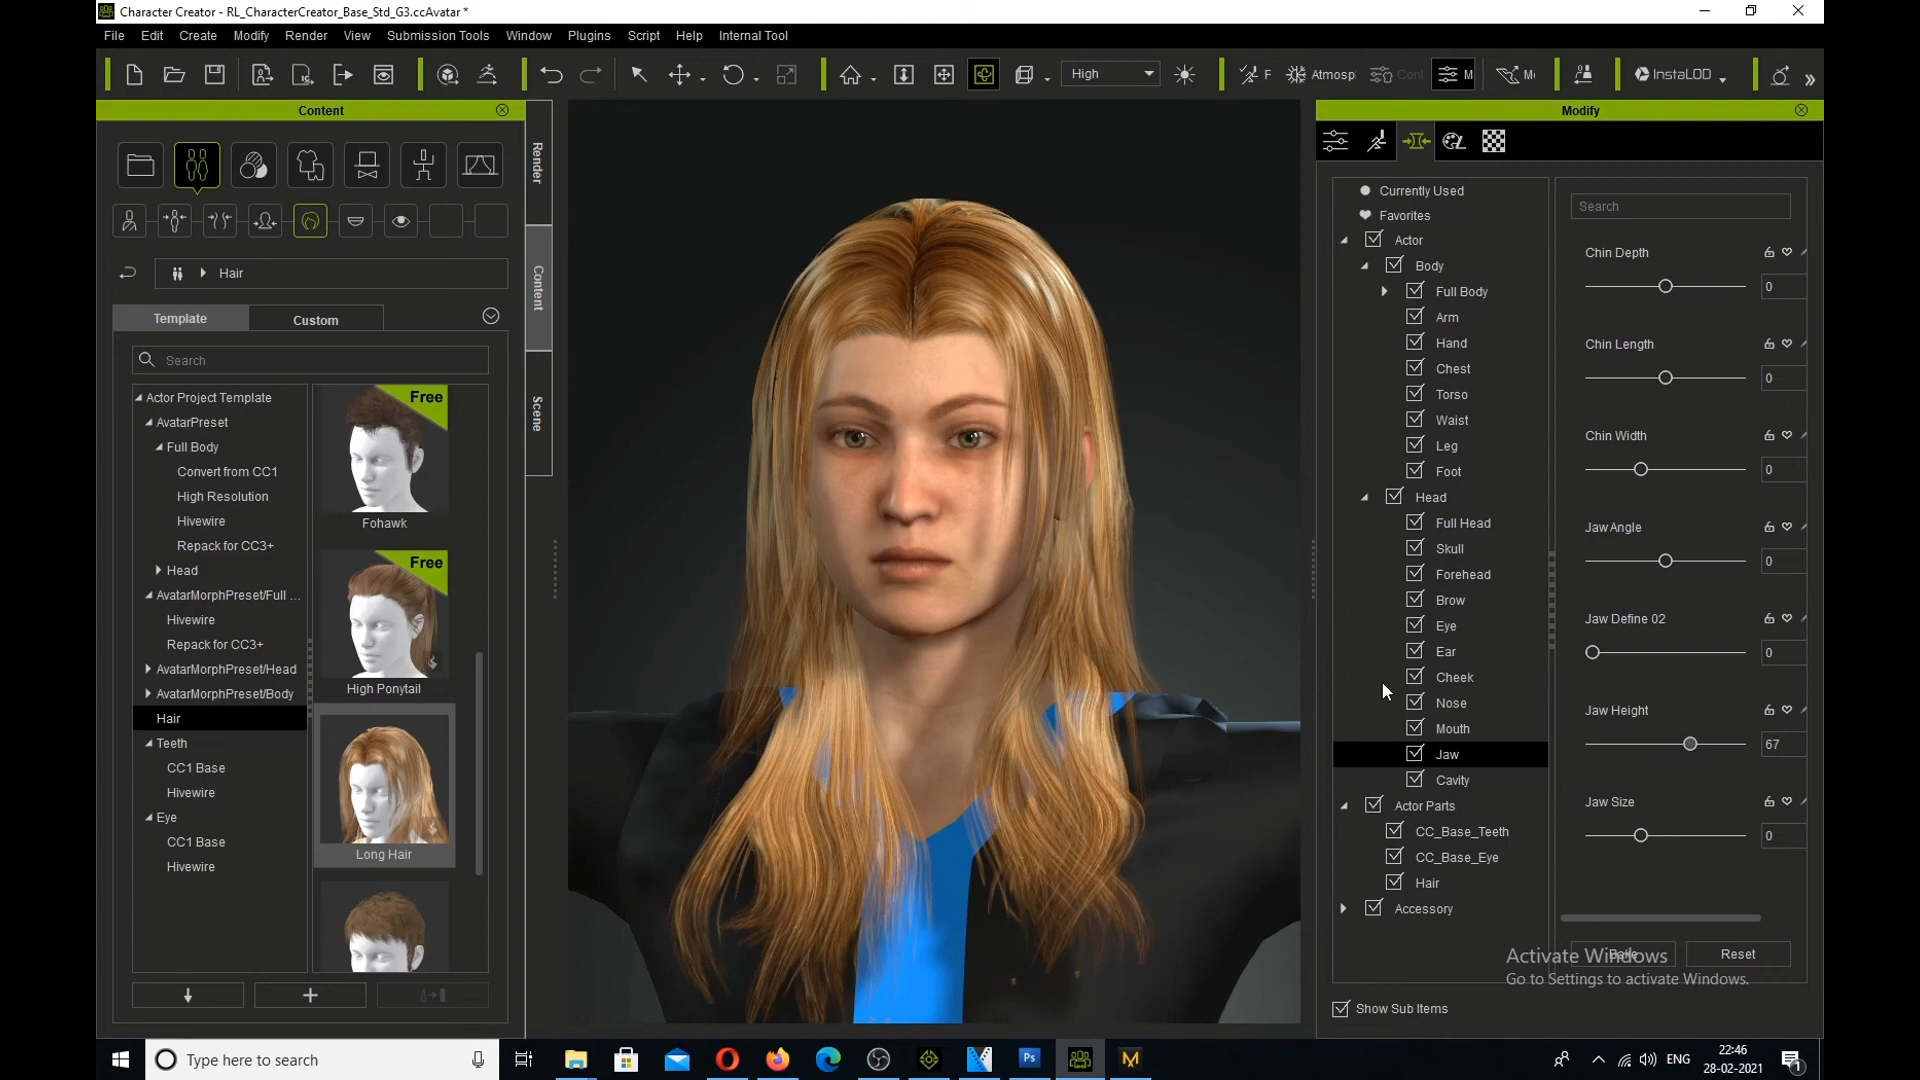 Character Creator - RL_CharacterCreator_Base_Std_G3.ccAvatar *
File Edit Create Modify Render View Submission Tools Window Plugins Script Help Internal Tool
High F Atmosp Cont M Mo InstaLOD
Content
Modify
Render
Content
Scene
Hair
Template Custom
Search
Actor Project Template
AvatarPreset
Full Body
Convert from CC1
High Resolution
Hivewire
Repack for CC3+
Head
AvatarMorphPreset/Full ...
Hivewire
Repack for CC3+
AvatarMorphPreset/Head
AvatarMorphPreset/Body
Hair
Teeth
CC1 Base
Hivewire
Eye
CC1 Base
Hivewire
Free
Fohawk
Free
High Ponytail
Long Hair
Currently Used
Favorites
Actor
Body
Full Body
Arm
Hand
Chest
Torso
Waist
Leg
Foot
Head
Full Head
Skull
Forehead
Brow
Eye
Ear
Cheek
Nose
Mouth
Jaw
Cavity
Actor Parts
CC_Base_Teeth
CC_Base_Eye
Hair
Accessory
Show Sub Items
Search
Chin Depth
0
Chin Length
0
Chin Width
0
Jaw Angle
0
Jaw Define 02
0
Jaw Height
67
Jaw Size
0
Bake Reset
Activate Windows
Go to Settings to activate Windows.
Type here to search
Ps
ENG
22:46
28-02-2021
1